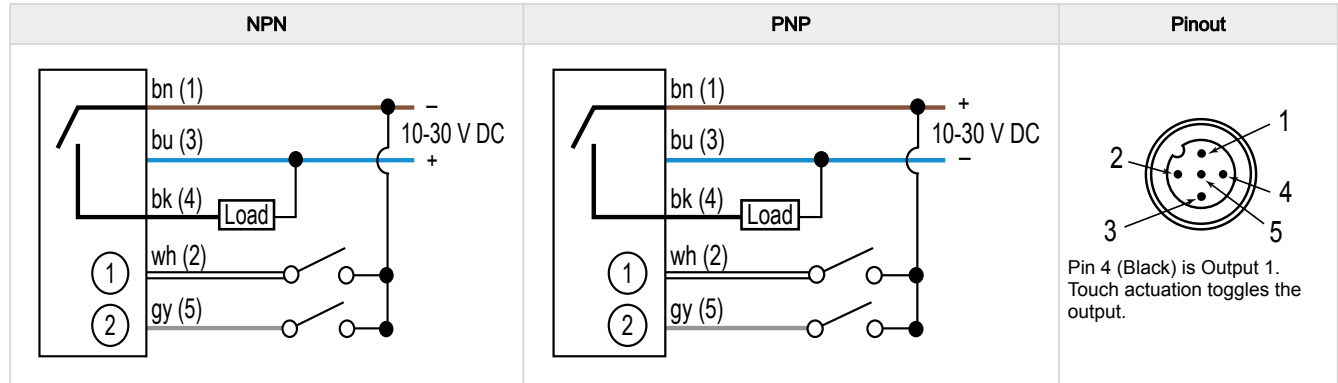 NPN
PNP
Pinout
bn (1)
–
10-30 V DC
bu (3)
+
bk (4)
Load
wh (2)
1
gy (5)
2
bn (1)
+
10-30 V DC
bu (3)
–
bk (4)
Load
wh (2)
1
gy (5)
2
1
2
4
3
5
Pin 4 (Black) is Output 1.
Touch actuation toggles the
output.